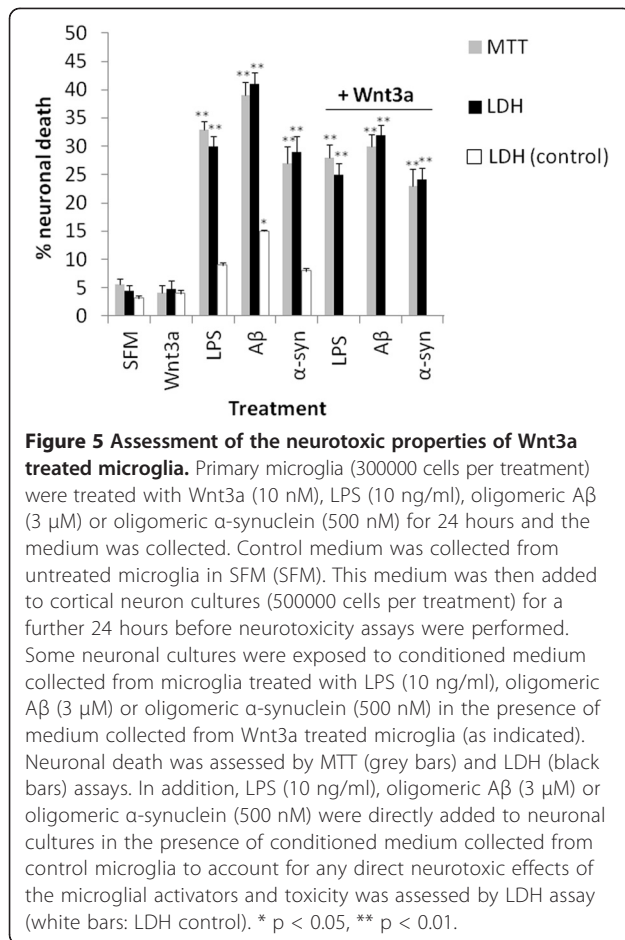 50
45
40
35
30
25
20
15
10
5
0
% neuronal death
** ** ** ** * ** ** ** ** ** ** ** **
+ Wnt3a
MTT
LDH
LDH (control)
SFM
Wnt3a
LPS
Aβ
α-syn
LPS
Aβ
α-syn
Treatment
Figure 5 Assessment of the neurotoxic properties of Wnt3a
treated microglia. Primary microglia (300000 cells per treatment)
were treated with Wnt3a (10 nM), LPS (10 ng/ml), oligomeric Aβ
(3 μM) or oligomeric α-synuclein (500 nM) for 24 hours and the
medium was collected. Control medium was collected from
untreated microglia in SFM (SFM). This medium was then added
to cortical neuron cultures (500000 cells per treatment) for a
further 24 hours before neurotoxicity assays were performed.
Some neuronal cultures were exposed to conditioned medium
collected from microglia treated with LPS (10 ng/ml), oligomeric
Aβ (3 μM) or oligomeric α-synuclein (500 nM) in the presence of
medium collected from Wnt3a treated microglia (as indicated).
Neuronal death was assessed by MTT (grey bars) and LDH (black
bars) assays. In addition, LPS (10 ng/ml), oligomeric Aβ (3 μM) or
oligomeric α-synuclein (500 nM) were directly added to neuronal
cultures in the presence of conditioned medium collected from
control microglia to account for any direct neurotoxic effects of
the microglial activators and toxicity was assessed by LDH assay
(white bars: LDH control). * p < 0.05, ** p < 0.01.